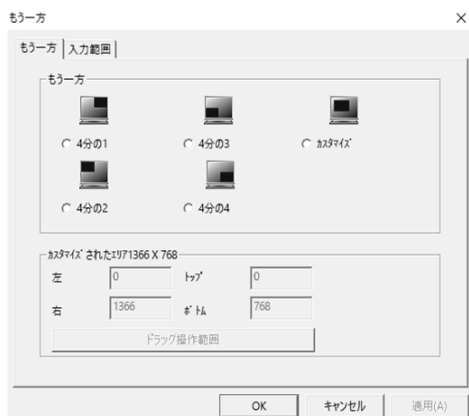 もう一方
もう一方 入力範囲
もう一方
4分の1 4分の3 ｶｽﾀﾏｲｽﾞ
4分の2 4分の4
ｶｽﾀﾏｲｽﾞされたｴﾘｱ1366 X 768
左 0 ﾄｯﾌﾟ 0
右 1366 ﾎﾞﾄﾑ 768
ドラッグ操作範囲
OK キャンセル 適用(A)